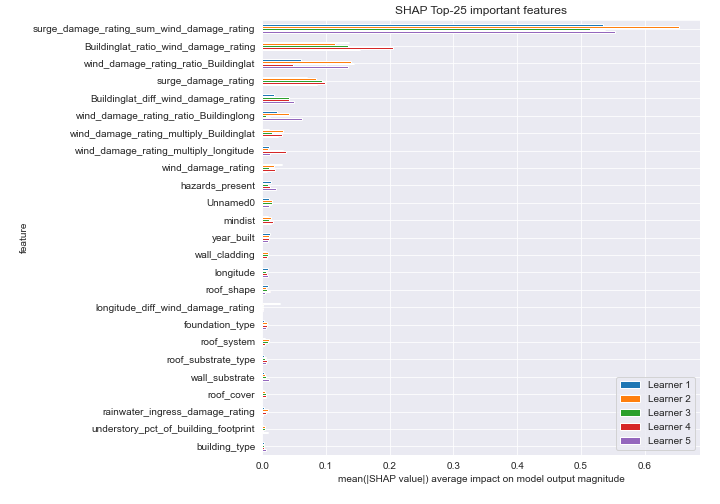 SHAP Top-25 important features
surge_damage_rating_sum_wind_damage_rating
Buildinglat_ratio_wind_damage_rating
wind_damage_rating_ratio_Buildinglat
surge_damage_rating
Buildinglat_diff_wind_damage_rating
wind_damage_rating_ratio_Buildinglong
wind_damage_rating_multiply_Buildinglat
wind_damage_rating_multiply_longitude
wind_damage_rating
hazards_present
Unnamed0
mindist
year_built
wall_cladding
longitude
roof_shape
longitude_diff_wind_damage_rating
foundation_type
roof_system
roof_substrate_type
wall_substrate
roof_cover
rainwater_ingress_damage_rating
understory_pct_of_building_footprint
building_type
feature
Learner 1
Learner 2
Learner 3
Learner 4
Learner 5
0.0 0.1 0.2 0.3 0.4 0.5 0.6
mean(|SHAP value|) average impact on model output magnitude